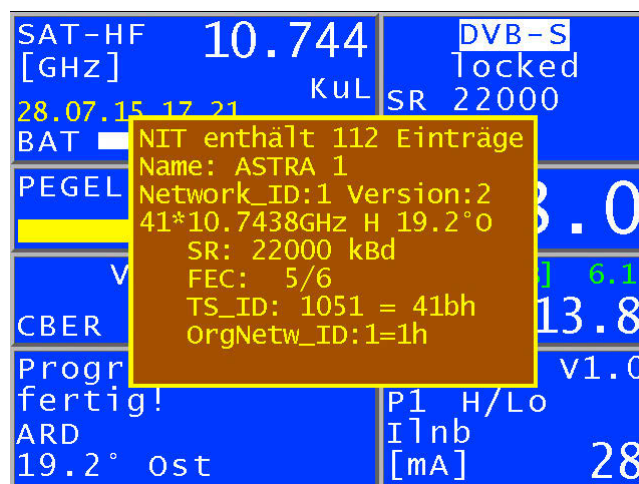 SAT-HF 10.744
[GHz]
KuL
28.07.15 17 21
BAT
DVB-S
locked
SR 22000
NIT enthält 112 Einträge
Name: ASTRA 1
Network_ID:1 Version:2
41*10.7438GHz H 19.2°O
SR: 22000 kBd
FEC: 5/6
TS_ID: 1051 = 41bh
OrgNetw_ID:1=1h
PEGEL
.0
CBER
6.1
13.8
fertig!
ARD
19.2° Ost
V1.0
P1 H/Lo
Ilnb
[mA] 28